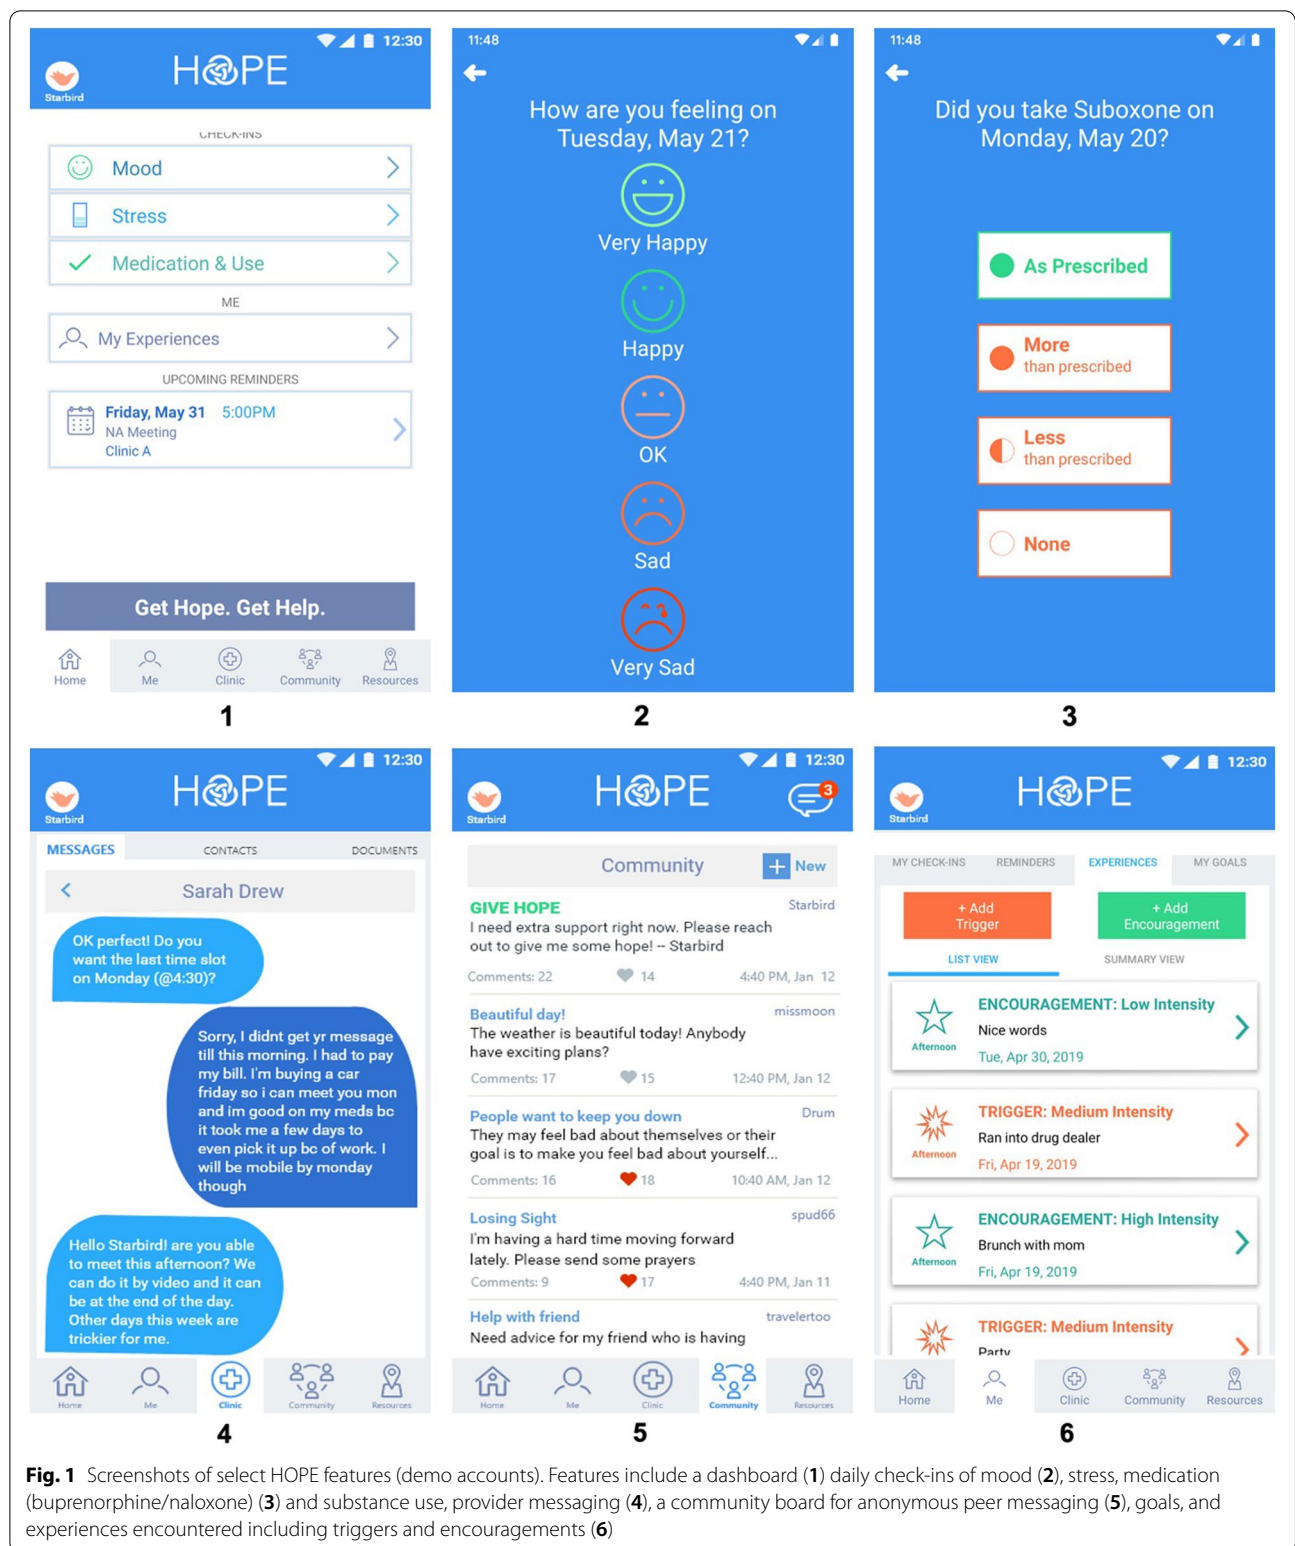 12:30
HOPE
Starbird
CHECK-INS
Mood
Stress
Medication & Use
ME
My Experiences
UPCOMING REMINDERS
Friday, May 31 5:00PM
NA Meeting
Clinic A
Get Hope. Get Help.
Home Me Clinic Community Resources
1
11:48
How are you feeling on
Tuesday, May 21?
Very Happy
Happy
OK
Sad
Very Sad
2
11:48
Did you take Suboxone on
Monday, May 20?
As Prescribed
More
than prescribed
Less
than prescribed
None
3
12:30
HOPE
Starbird
MESSAGES CONTACTS DOCUMENTS
Sarah Drew
OK perfect! Do you
want the last time slot
on Monday (@4:30)?
Sorry, I didnt get yr message
till this morning. I had to pay
my bill. I'm buying a car
friday so i can meet you mon
and im good on my meds bc
it took me a few days to
even pick it up bc of work. I
will be mobile by monday
though
Hello Starbird! are you able
to meet this afternoon? We
can do it by video and it can
be at the end of the day.
Other days this week are
trickier for me.
Home Me Clinic Community Resources
4
12:30
HOPE
3
Starbird
Community + New
GIVE HOPE Starbird
I need extra support right now. Please reach
out to give me some hope! -- Starbird
Comments: 22 14 4:40 PM, Jan 12
Beautiful day! missmoon
The weather is beautiful today! Anybody
have exciting plans?
Comments: 17 15 12:40 PM, Jan 12
People want to keep you down Drum
They may feel bad about themselves or their
goal is to make you feel bad about yourself...
Comments: 16 18 10:40 AM, Jan 12
Losing Sight spud66
I'm having a hard time moving forward
lately. Please send some prayers
Comments: 9 17 4:40 PM, Jan 11
Help with friend travelertoo
Need advice for my friend who is having
Home Me Clinic Community Resources
5
12:30
HOPE
Starbird
MY CHECK-INS REMINDERS EXPERIENCES MY GOALS
+ Add
Trigger
+ Add
Encouragement
LIST VIEW SUMMARY VIEW
ENCOURAGEMENT: Low Intensity
Nice words
Afternoon
Tue, Apr 30, 2019
TRIGGER: Medium Intensity
Ran into drug dealer
Afternoon
Fri, Apr 19, 2019
ENCOURAGEMENT: High Intensity
Brunch with mom
Afternoon
Fri, Apr 19, 2019
TRIGGER: Medium Intensity
Party
Home Me Clinic Community Resources
6
Fig. 1 Screenshots of select HOPE features (demo accounts). Features include a dashboard (1) daily check-ins of mood (2), stress, medication
(buprenorphine/naloxone) (3) and substance use, provider messaging (4), a community board for anonymous peer messaging (5), goals, and
experiences encountered including triggers and encouragements (6)